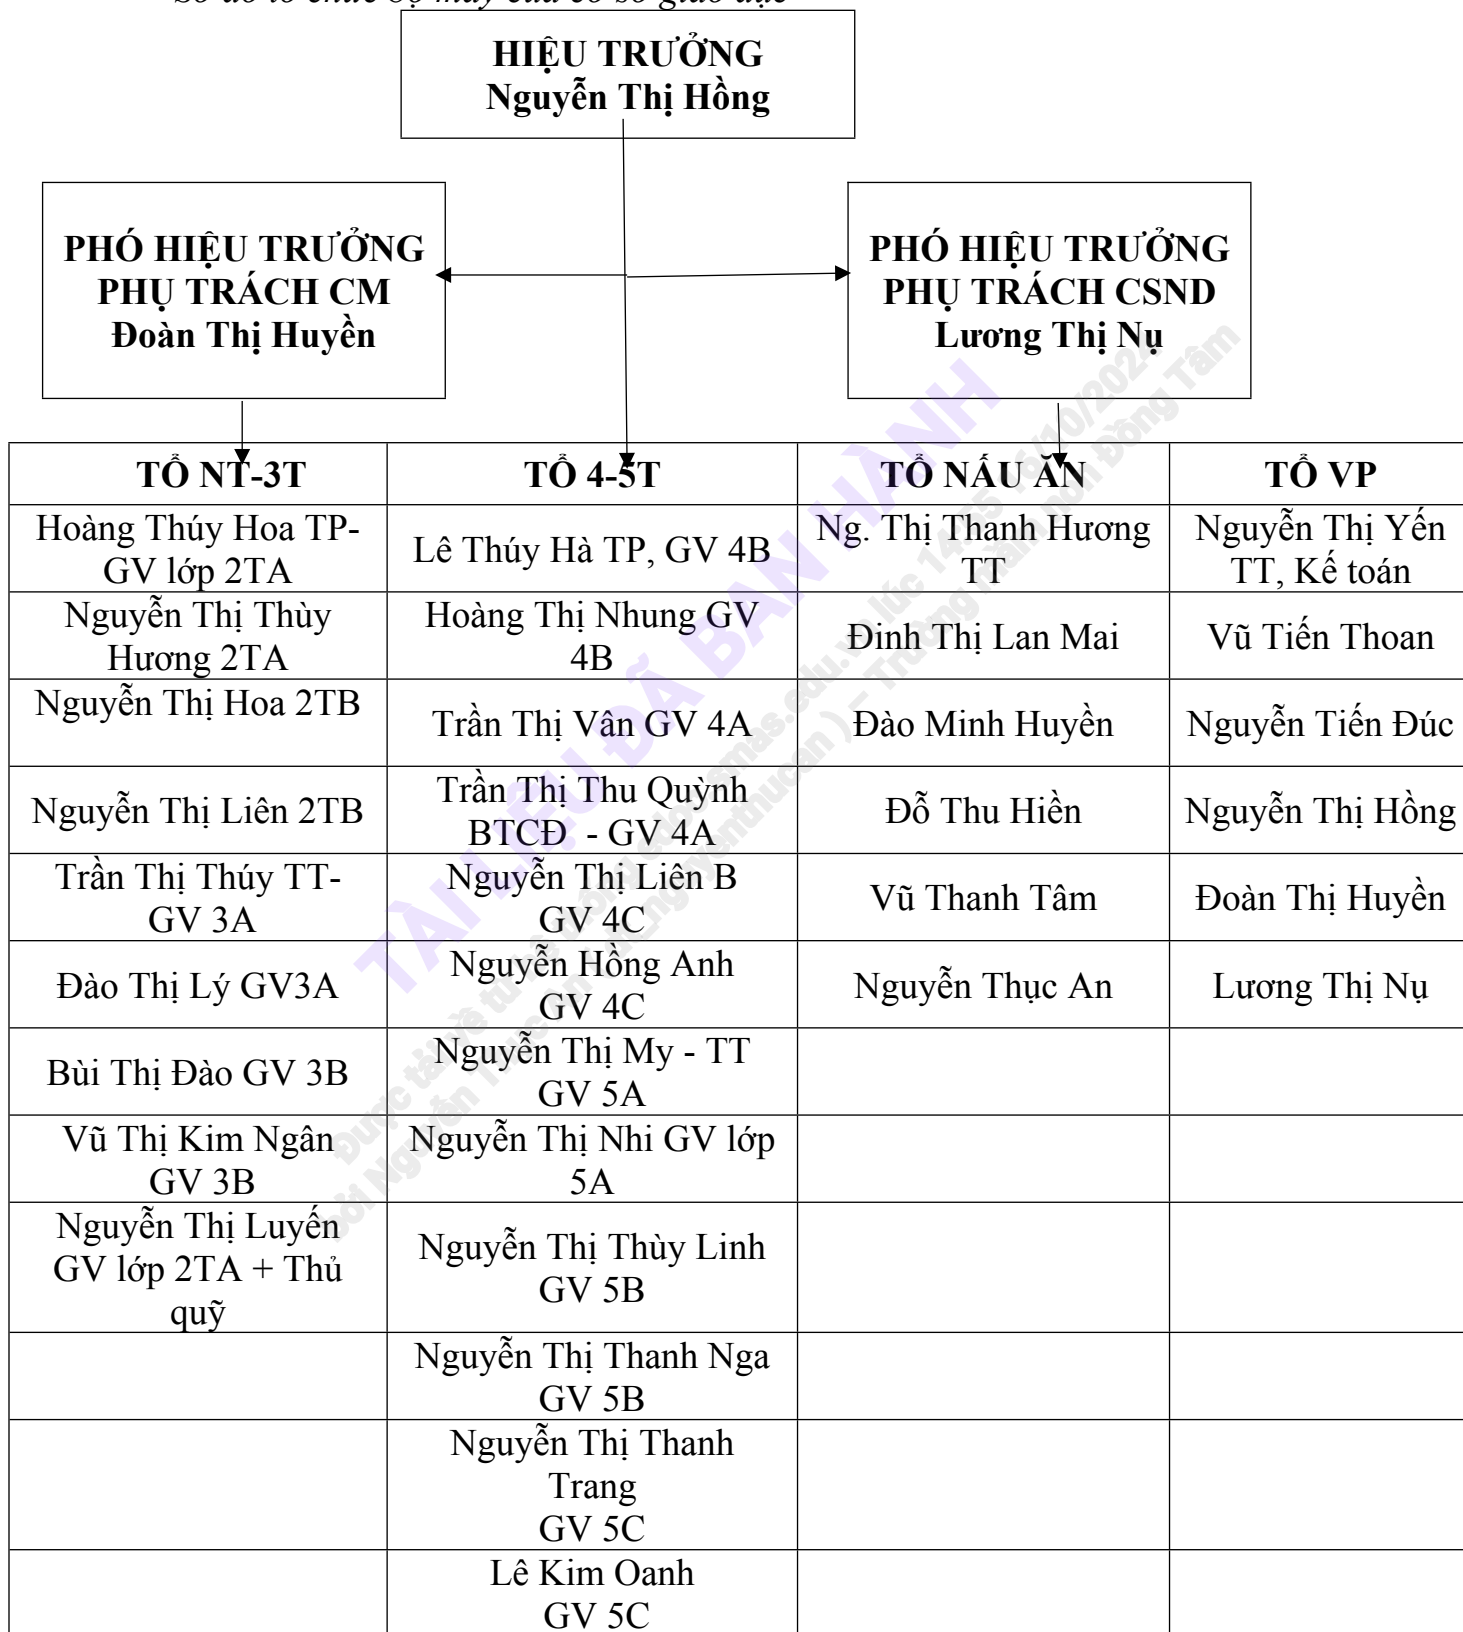 Sơ đồ tổ chức bộ máy của cơ sở giáo dục
HIỆU TRƯỞNG
Nguyễn Thị Hồng
PHÓ HIỆU TRƯỞNG
PHỤ TRÁCH CM
Đoàn Thị Huyền
PHÓ HIỆU TRƯỞNG
PHỤ TRÁCH CSND
Lương Thị Nụ
TỔ NT-3T
TỔ 4-5T
TỔ NẤU ĂN
TỔ VP
Hoàng Thúy Hoa TP-
GV lớp 2TA
Lê Thúy Hà TP, GV 4B
Ng. Thị Thanh Hương
TT
Nguyễn Thị Yến
TT, Kế toán
Nguyễn Thị Thùy
Hương 2TA
Hoàng Thị Nhung GV
4B
Đinh Thị Lan Mai
Vũ Tiến Thoan
Nguyễn Thị Hoa 2TB
Trần Thị Vân GV 4A
Đào Minh Huyền
Nguyễn Tiến Đúc
Nguyễn Thị Liên 2TB
Trần Thị Thu Quỳnh
BTCĐ - GV 4A
Đỗ Thu Hiền
Nguyễn Thị Hồng
Trần Thị Thúy TT-
GV 3A
Nguyễn Thị Liên B
GV 4C
Vũ Thanh Tâm
Đoàn Thị Huyền
Đào Thị Lý GV3A
Nguyễn Hồng Anh
GV 4C
Nguyễn Thục An
Lương Thị Nụ
Bùi Thị Đào GV 3B
Nguyễn Thị My - TT
GV 5A
Vũ Thị Kim Ngân
GV 3B
Nguyễn Thị Nhi GV lớp
5A
Nguyễn Thị Luyến
GV lớp 2TA + Thủ
quỹ
Nguyễn Thị Thùy Linh
GV 5B
Nguyễn Thị Thanh Nga
GV 5B
Nguyễn Thị Thanh
Trang
GV 5C
Lê Kim Oanh
GV 5C
TÀI LIỆU ĐÃ BAN HÀNH